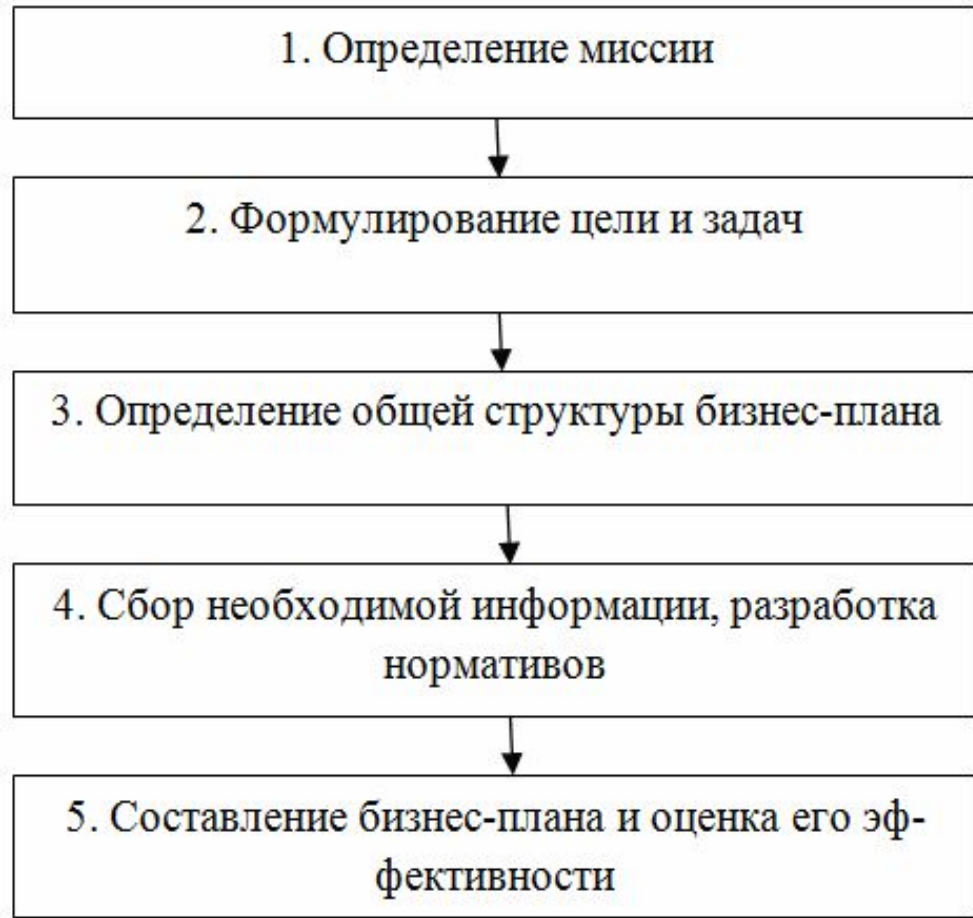 1. Определение миссии
2. Формулирование цели и задач
3. Определение общей структуры бизнес-плана
4. Сбор необходимой информации, разработка
нормативов
5. Составление бизнес-плана и оценка его эф-
фективности